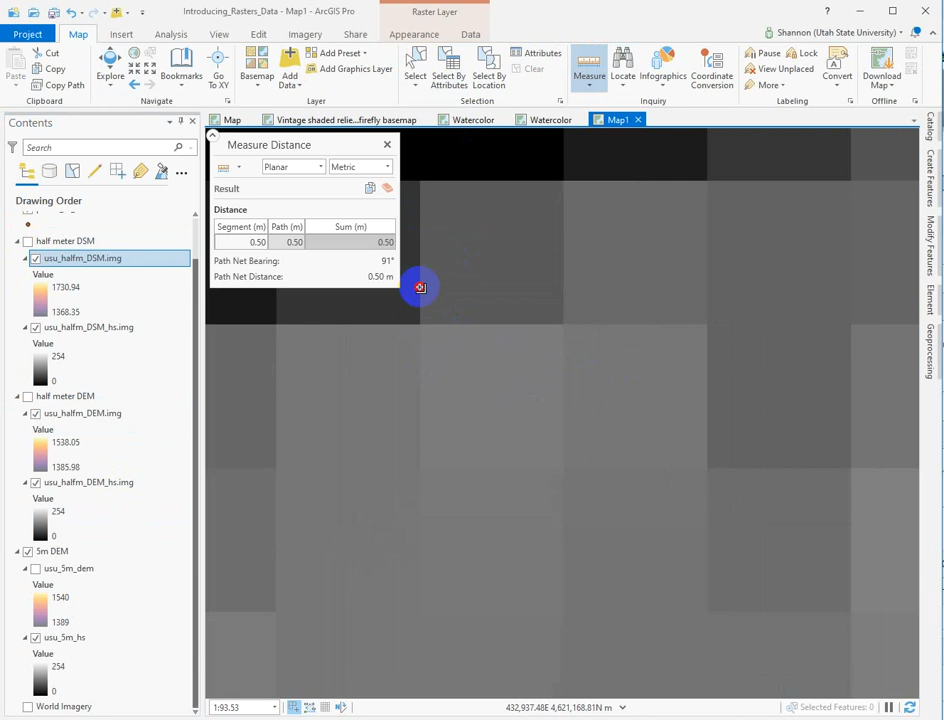 Introducing_Rasters_Data - Map1 - ArcGIS Pro
Raster Layer
Project
Map
Insert
Analysis
View
Edit
Imagery
Share
Appearance
Data
Shannon (Utah State University)
Paste
Cut
Copy
Copy Path
Clipboard
Explore
Bookmarks
Go To XY
Navigate
Basemap
Add Data
Add Preset
Add Graphics Layer
Layer
Select
Select By Attributes
Select By Location
Attributes
Clear
Selection
Measure
Locate
Infographics
Coordinate Conversion
Inquiry
Pause
Lock
View Unplaced
More
Convert
Labeling
Download Map
Offline
Contents
Search
Drawing Order
Map
Vintage shaded relie...firefly basemap
Watercolor
Watercolor
Map1
half meter DSM
usu_halfm_DSM.img
Value
1730.94
1368.35
usu_halfm_DSM_hs.img
Value
254
0
half meter DEM
usu_halfm_DEM.img
Value
1538.05
1385.98
usu_halfm_DEM_hs.img
Value
254
0
5m DEM
usu_5m_dem
Value
1540
1389
usu_5m_hs
Value
254
0
World Imagery
Measure Distance
Planar
Metric
Result
Distance
Segment (m) Path (m) Sum (m)
0.50 0.50 0.50
Path Net Bearing: 91°
Path Net Distance: 0.50 m
Catalog
Create Features
Modify Features
Element
Geoprocessing
1:93.53
432,937.48E 4,621,168.81N m
Selected Features: 0